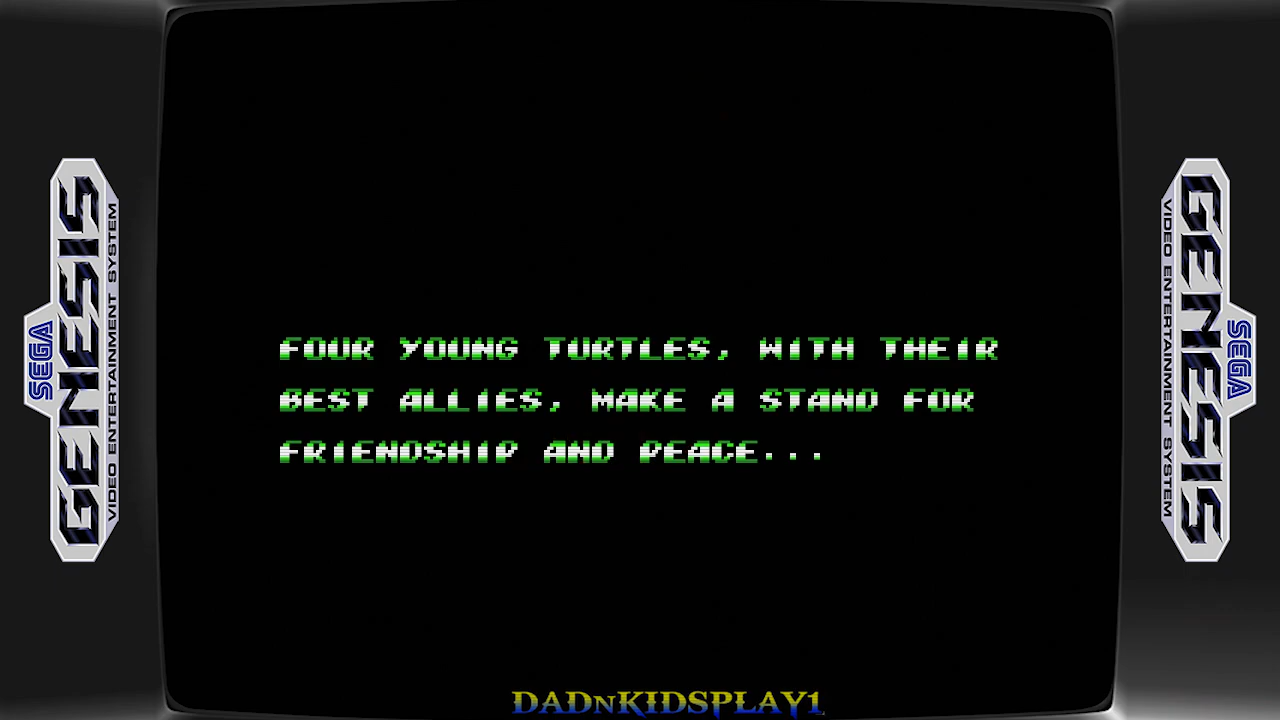 SEGA
GENESIS
VIDEO ENTERTAINMENT SYSTEM
FOUR YOUNG TURTLES, WITH THEIR
BEST ALLIES, MAKE A STAND FOR
FRIENDSHIP AND PEACE...
SEGA
GENESIS
VIDEO ENTERTAINMENT SYSTEM
DADNKIDSPLAY1